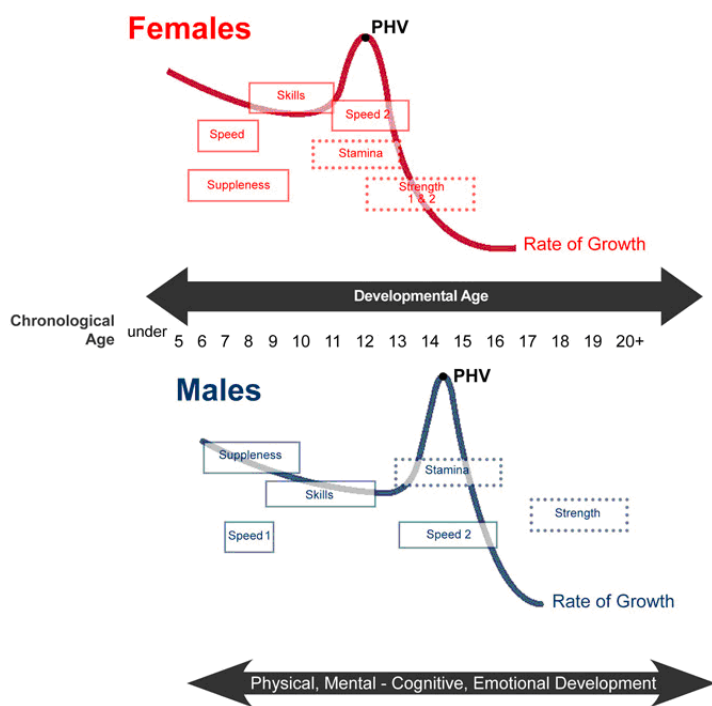 Females
PHV
Skills
Speed
Speed 2
Stamina
Suppleness
Strength
1 & 2
Rate of Growth
Developmental Age
Chronological
Age
under 5 6 7 8 9 10 11 12 13 14 15 16 17 18 19 20+
Males
PHV
Suppleness
Stamina
Skills
Strength
Speed 1
Speed 2
Rate of Growth
Physical, Mental - Cognitive, Emotional Development